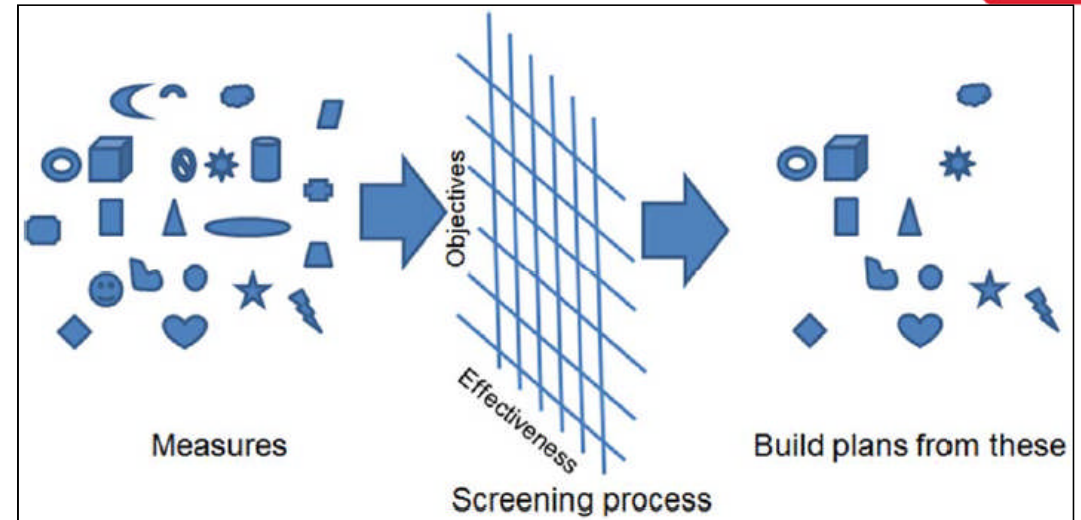 Objectives
Effectiveness
Measures
Build plans from these
Screening process